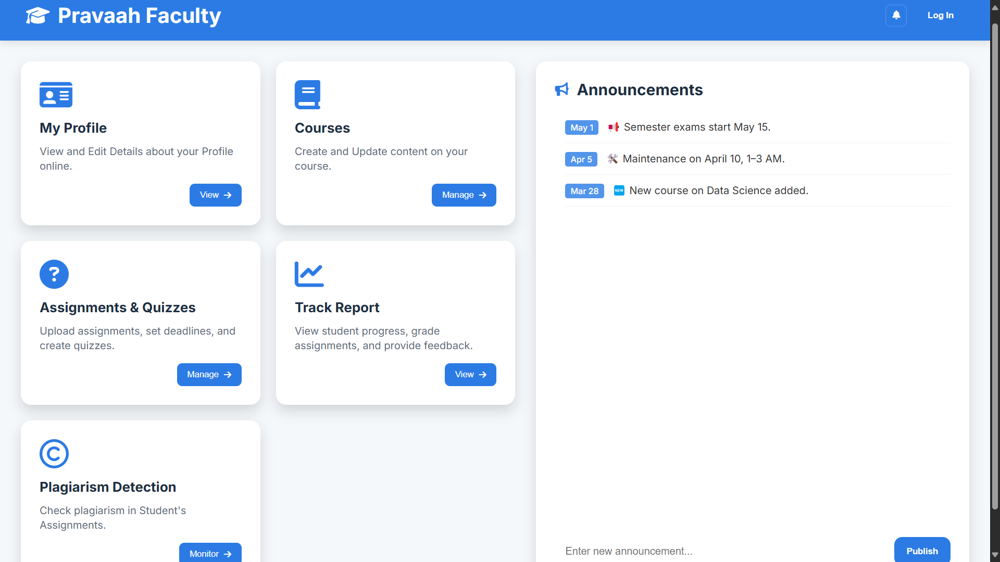 Pravaah Faculty
Log In
My Profile
View and Edit Details about your Profile
online.
View
Courses
Create and Update content on your
course.
Manage
Assignments & Quizzes
Upload assignments, set deadlines, and
create quizzes.
Manage
Track Report
View student progress, grade
assignments, and provide feedback.
View
Plagiarism Detection
Check plagiarism in Student's
Assignments.
Monitor
Announcements
May 1 Semester exams start May 15.
Apr 5 Maintenance on April 10, 1–3 AM.
Mar 28 NEW New course on Data Science added.
Enter new announcement...
Publish